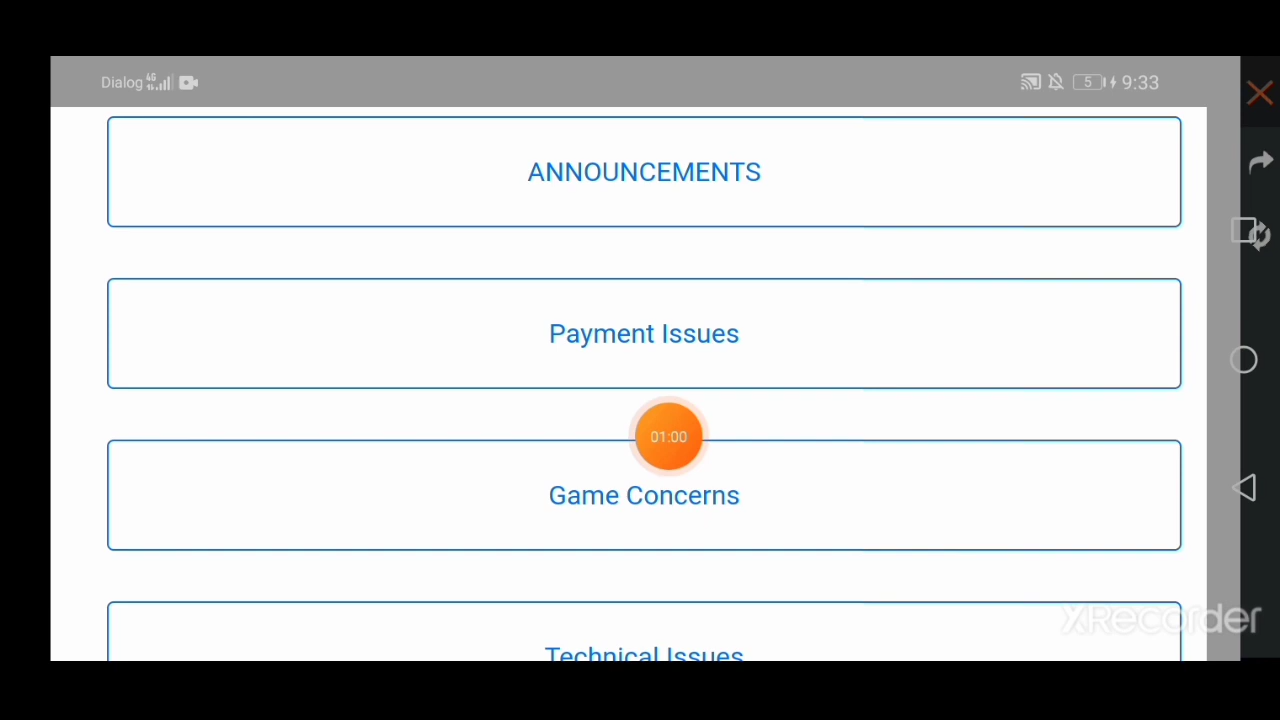 Dialog 4G
5 9:33
ANNOUNCEMENTS
Payment Issues
01:00
Game Concerns
XRecorder
Technical Issues